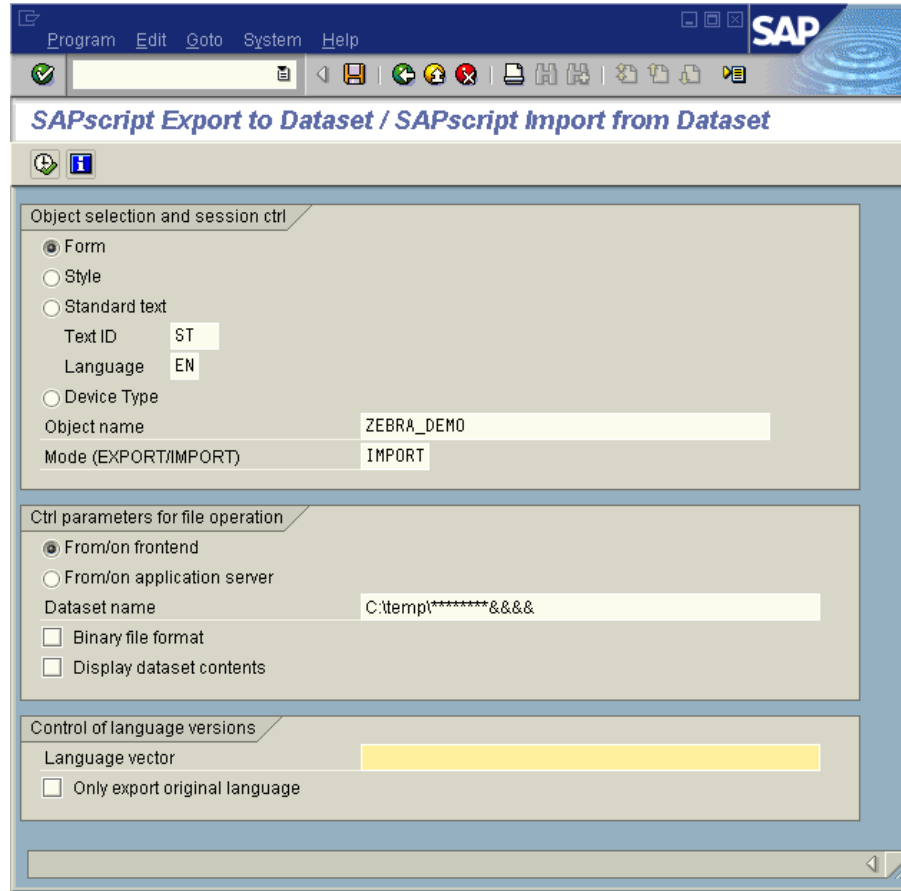 Program Edit Goto System Help
SAP
SAPscript Export to Dataset / SAPscript Import from Dataset
Object selection and session ctrl
Form
Style
Standard text
Text ID ST
Language EN
Device Type
Object name ZEBRA_DEMO
Mode (EXPORT/IMPORT) IMPORT
Ctrl parameters for file operation
From/on frontend
From/on application server
Dataset name C:\temp\********&&&&
Binary file format
Display dataset contents
Control of language versions
Language vector
Only export original language